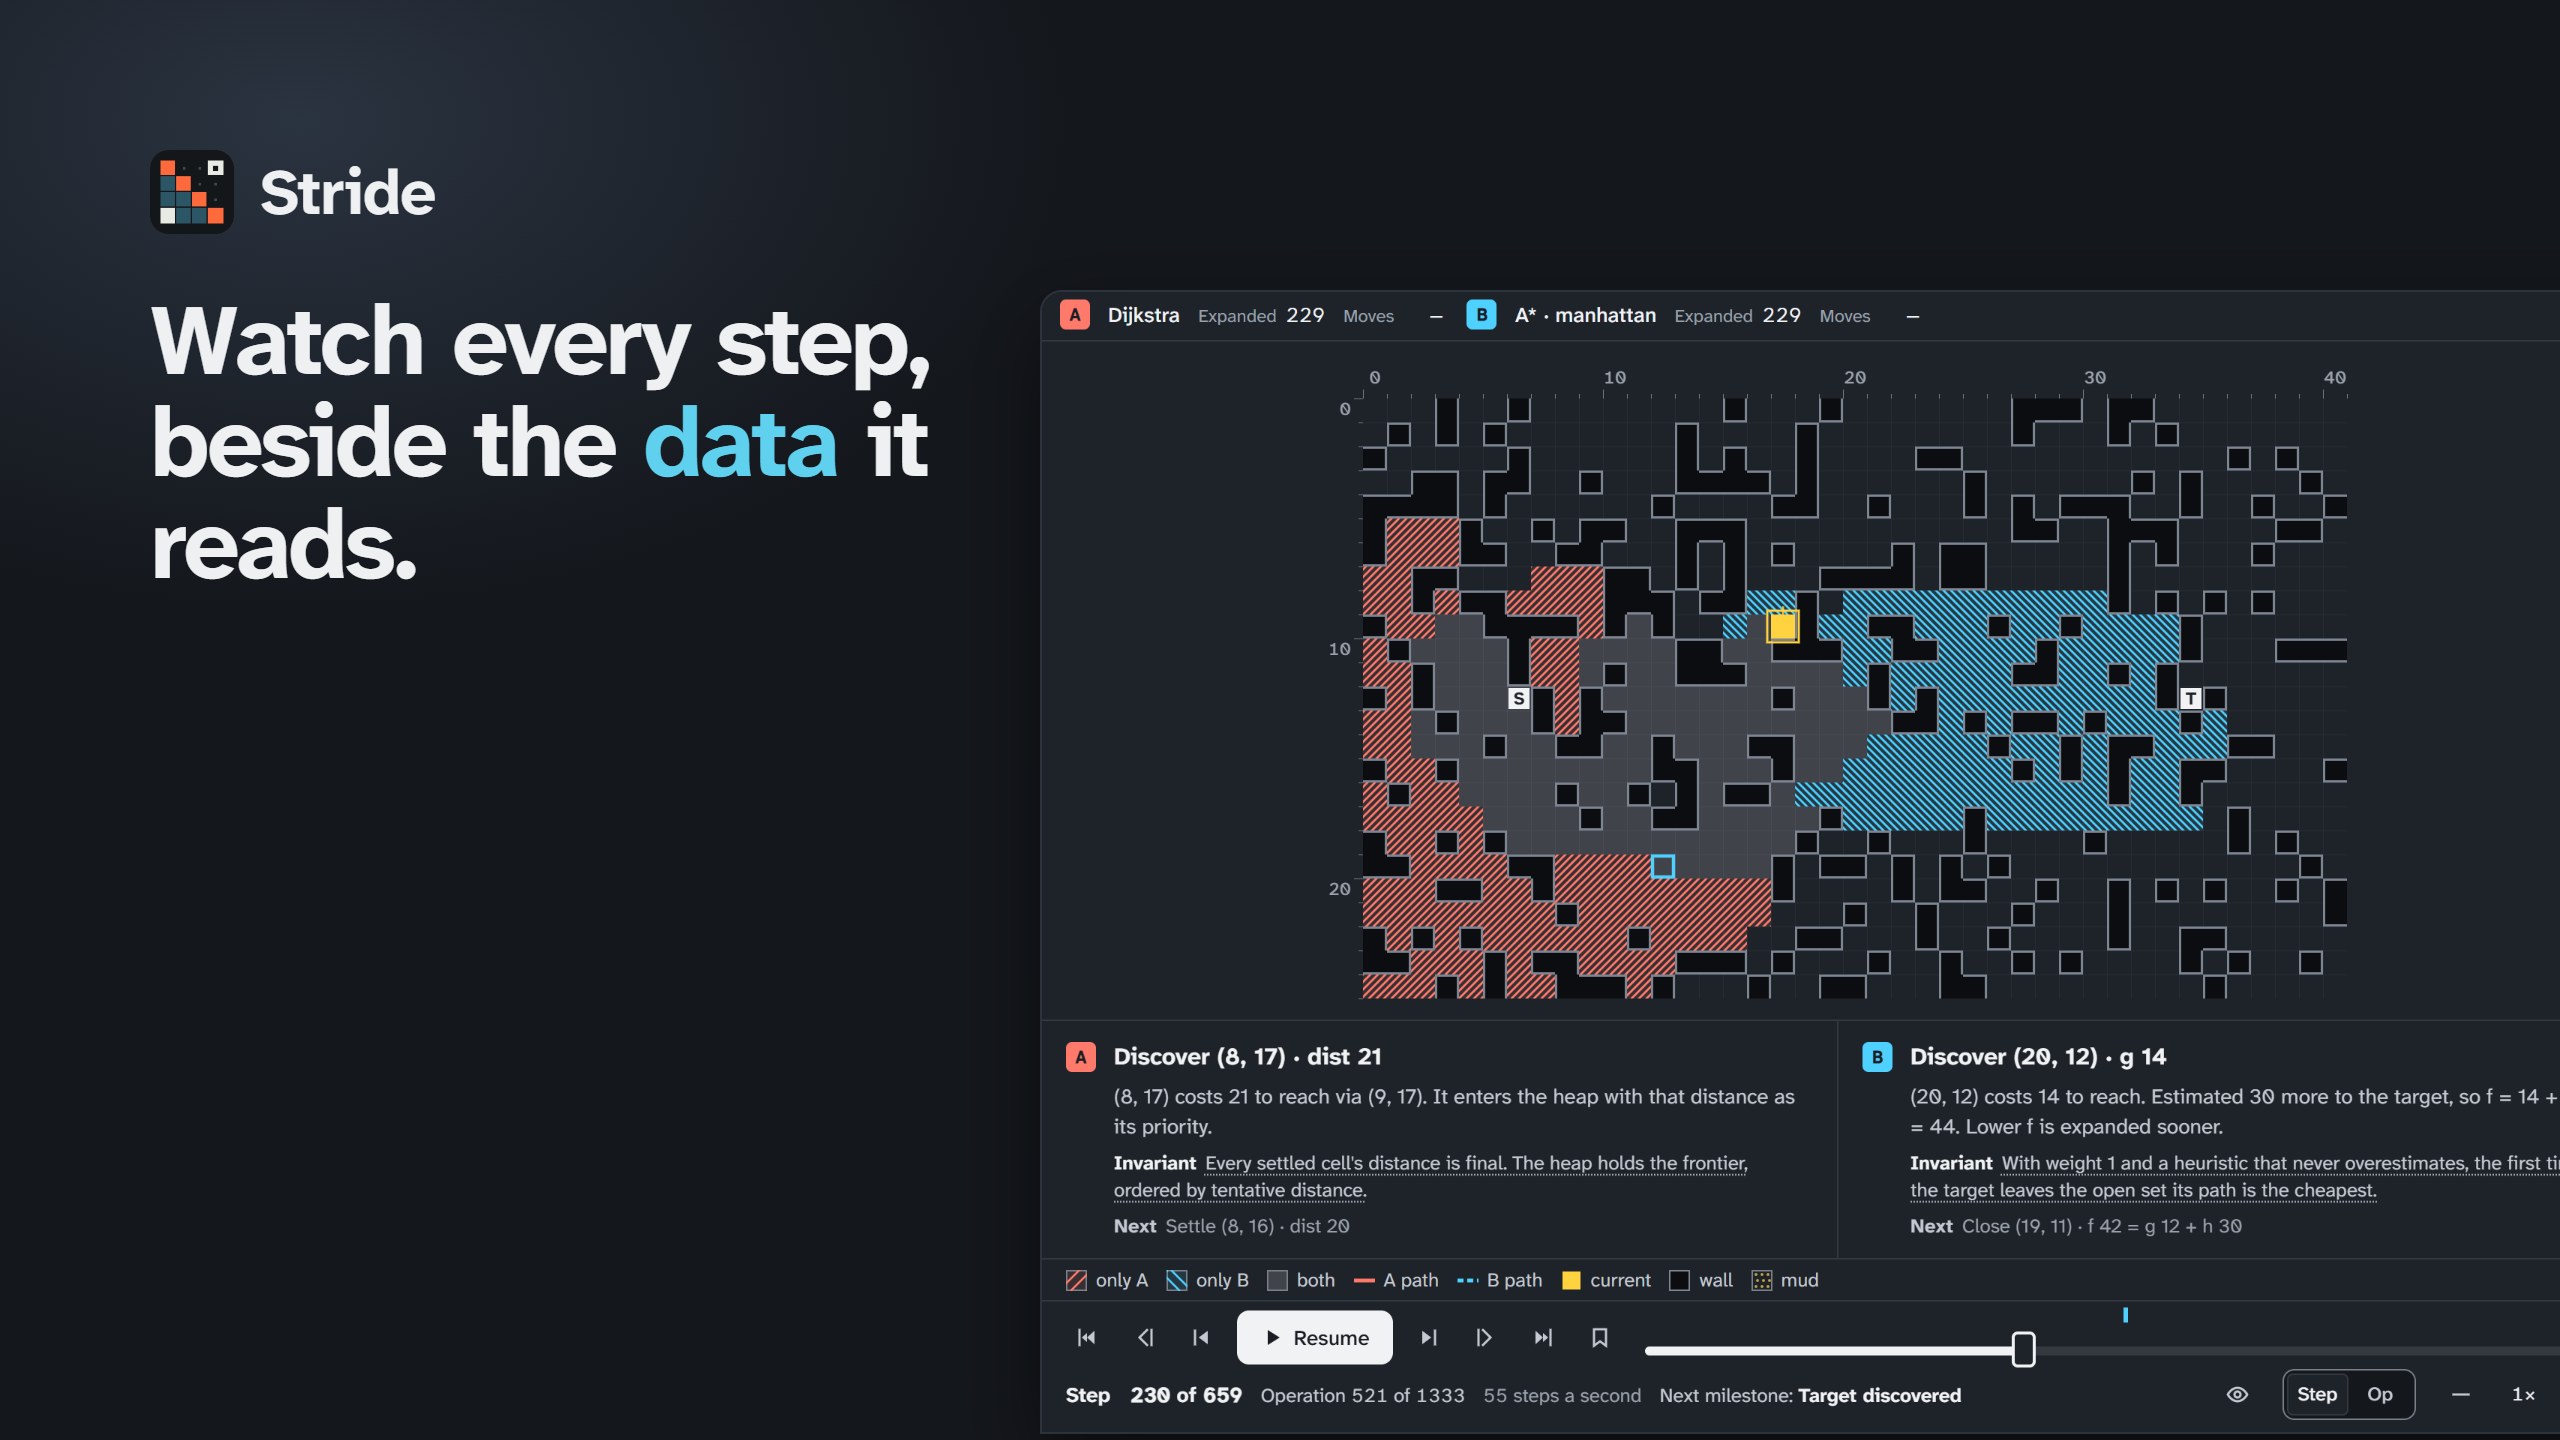 Stride
Watch every step,
beside the data it
reads.
A Dijkstra Expanded 229 Moves – B A* · manhattan Expanded 229 Moves –
0 10 20 30 40
0
10
S T
20
A Discover (8, 17) · dist 21
(8, 17) costs 21 to reach via (9, 17). It enters the heap with that distance as
its priority.
Invariant Every settled cell's distance is final. The heap holds the frontier,
ordered by tentative distance.
Next Settle (8, 16) · dist 20
B Discover (20, 12) · g 14
(20, 12) costs 14 to reach. Estimated 30 more to the target, so f = 14 +
= 44. Lower f is expanded sooner.
Invariant With weight 1 and a heuristic that never overestimates, the first
the target leaves the open set its path is the cheapest.
Next Close (19, 11) · f 42 = g 12 + h 30
only A only B both A path B path current wall mud
Resume
Step 230 of 659 Operation 521 of 1333 55 steps a second Next milestone: Target discovered Step Op — 1×